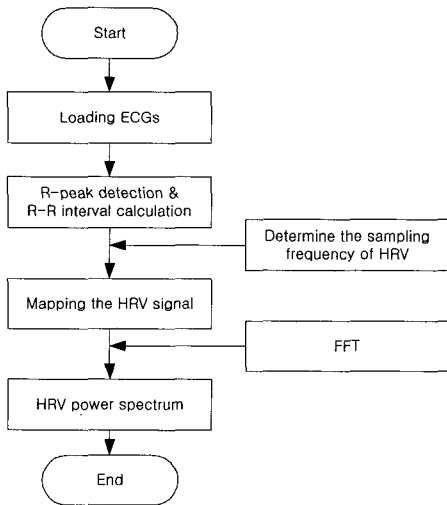 Start
Loading ECGs
R-peak detection &
R-R interval calculation
Determine the sampling
frequency of HRV
Mapping the HRV signal
FFT
HRV power spectrum
End